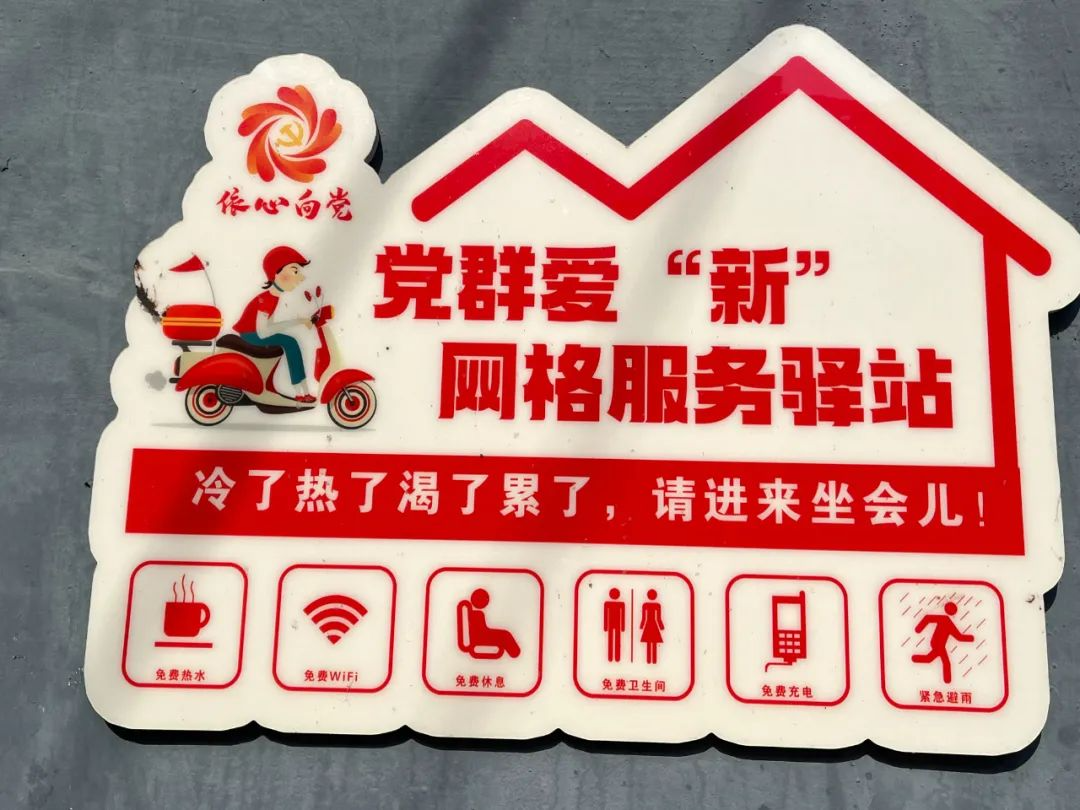 依心向党
党群爱“新”
网格服务驿站
冷了热了渴了累了，请进来坐会儿！
免费热水
免费WiFi
免费休息
免费卫生间
免费充电
紧急避雨